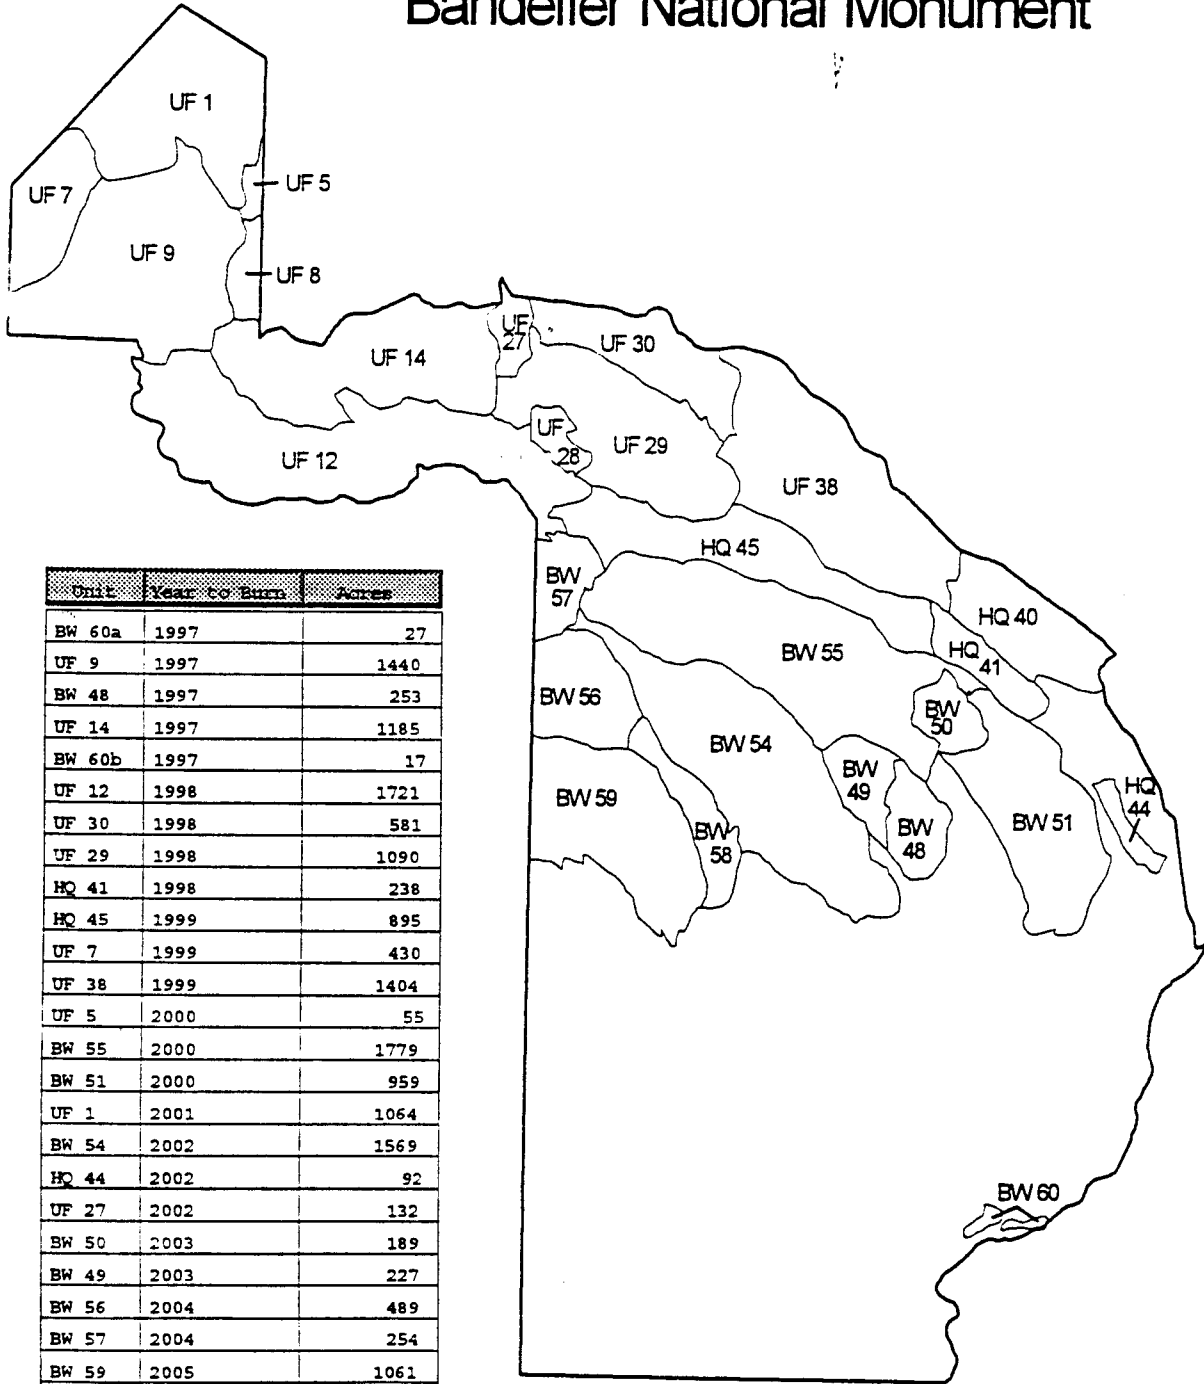 Bandelier National Monument
UF 1
UF 5
UF 7
UF 9
UF 8
UF 27
UF 30
UF 14
UF 28
UF 29
UF 12
UF 38
HQ 45
BW 57
HQ 40
HQ 41
BW 55
BW 56
BW 50
BW 54
BW 49
HQ 44
BW 59
BW 51
BW 58
BW 48
BW 60
Unit Year to Burn Acres
BW 60a 1997 27
UF 9 1997 1440
BW 48 1997 253
UF 14 1997 1185
BW 60b 1997 17
UF 12 1998 1721
UF 30 1998 581
UF 29 1998 1090
HQ 41 1998 238
HQ 45 1999 895
UF 7 1999 430
UF 38 1999 1404
UF 5 2000 55
BW 55 2000 1779
BW 51 2000 959
UF 1 2001 1064
BW 54 2002 1569
HQ 44 2002 92
UF 27 2002 132
BW 50 2003 189
BW 49 2003 227
BW 56 2004 489
BW 57 2004 254
BW 59 2005 1061